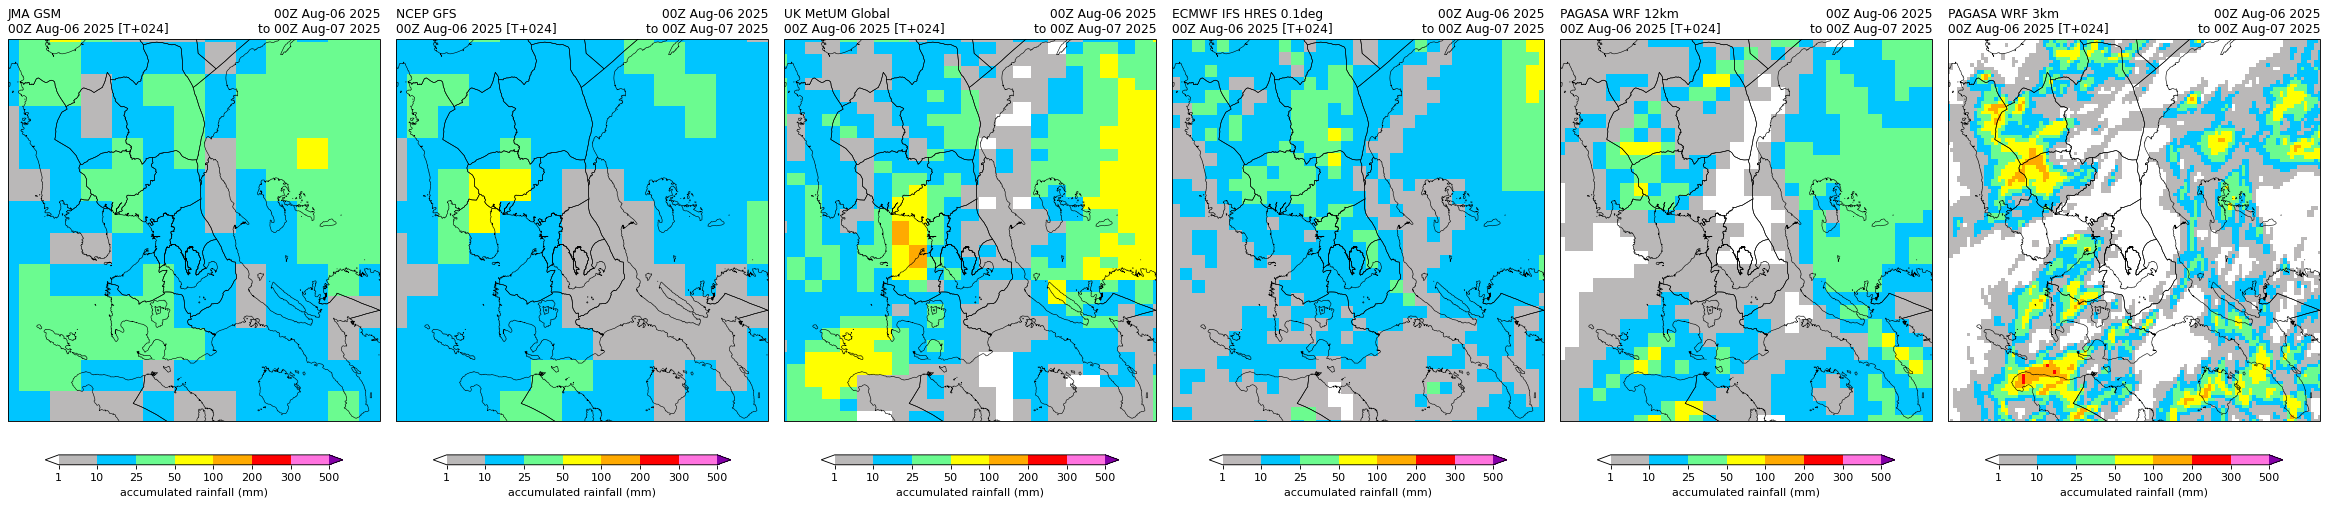 JMA GSM 00Z Aug-06 2025
00Z Aug-06 2025 [T+024] to 00Z Aug-07 2025
1 10 25 50 100 200 300 500
accumulated rainfall (mm)
NCEP GFS 00Z Aug-06 2025
00Z Aug-06 2025 [T+024] to 00Z Aug-07 2025
1 10 25 50 100 200 300 500
accumulated rainfall (mm)
UK MetUM Global 00Z Aug-06 2025
00Z Aug-06 2025 [T+024] to 00Z Aug-07 2025
1 10 25 50 100 200 300 500
accumulated rainfall (mm)
ECMWF IFS HRES 0.1deg 00Z Aug-06 2025
00Z Aug-06 2025 [T+024] to 00Z Aug-07 2025
1 10 25 50 100 200 300 500
accumulated rainfall (mm)
PAGASA WRF 12km 00Z Aug-06 2025
00Z Aug-06 2025 [T+024] to 00Z Aug-07 2025
1 10 25 50 100 200 300 500
accumulated rainfall (mm)
PAGASA WRF 3km 00Z Aug-06 2025
00Z Aug-06 2025 [T+024] to 00Z Aug-07 2025
1 10 25 50 100 200 300 500
accumulated rainfall (mm)